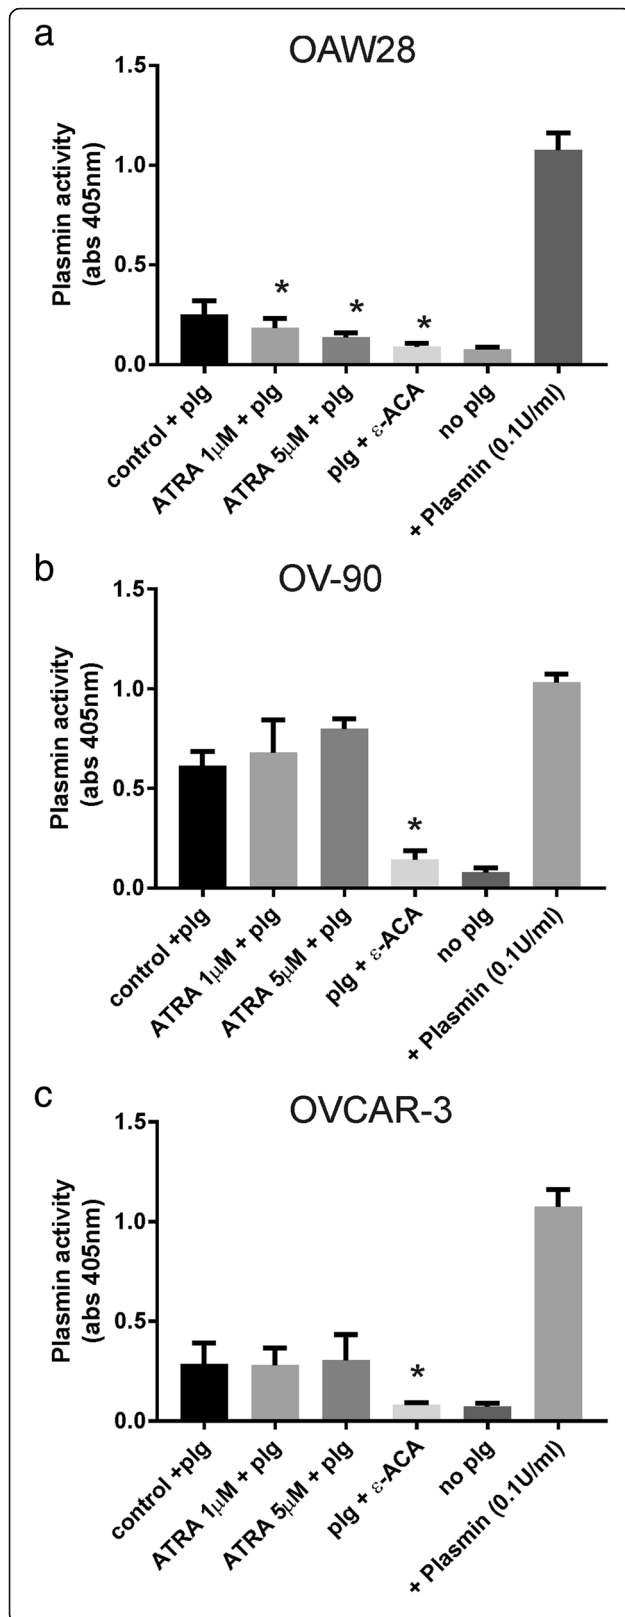 a
OAW28
Plasmin activity
(abs 405nm)
1.5
1.0
0.5
0.0
*
*
*
control + plg
ATRA 1μM + plg
ATRA 5μM + plg
plg + ε-ACA
no plg
+ Plasmin (0.1U/ml)
b
OV-90
Plasmin activity
(abs 405nm)
1.5
1.0
0.5
0.0
*
control +plg
ATRA 1μM + plg
ATRA 5μM + plg
plg + ε-ACA
no plg
+ Plasmin (0.1U/ml)
c
OVCAR-3
Plasmin activity
(abs 405nm)
1.5
1.0
0.5
0.0
*
control +plg
ATRA 1μM + plg
ATRA 5μM + plg
plg + ε-ACA
no plg
+ Plasmin (0.1U/ml)